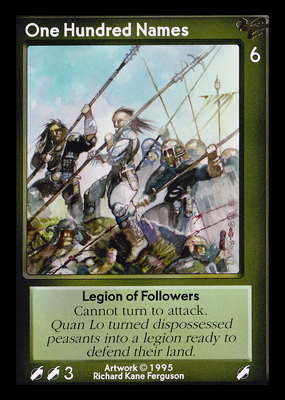 One Hundred Names
6
Legion of Followers
Cannot turn to attack.
Quan Lo turned dispossessed
peasants into a legion ready to
defend their land.
3
Artwork © 1995
Richard Kane Ferguson